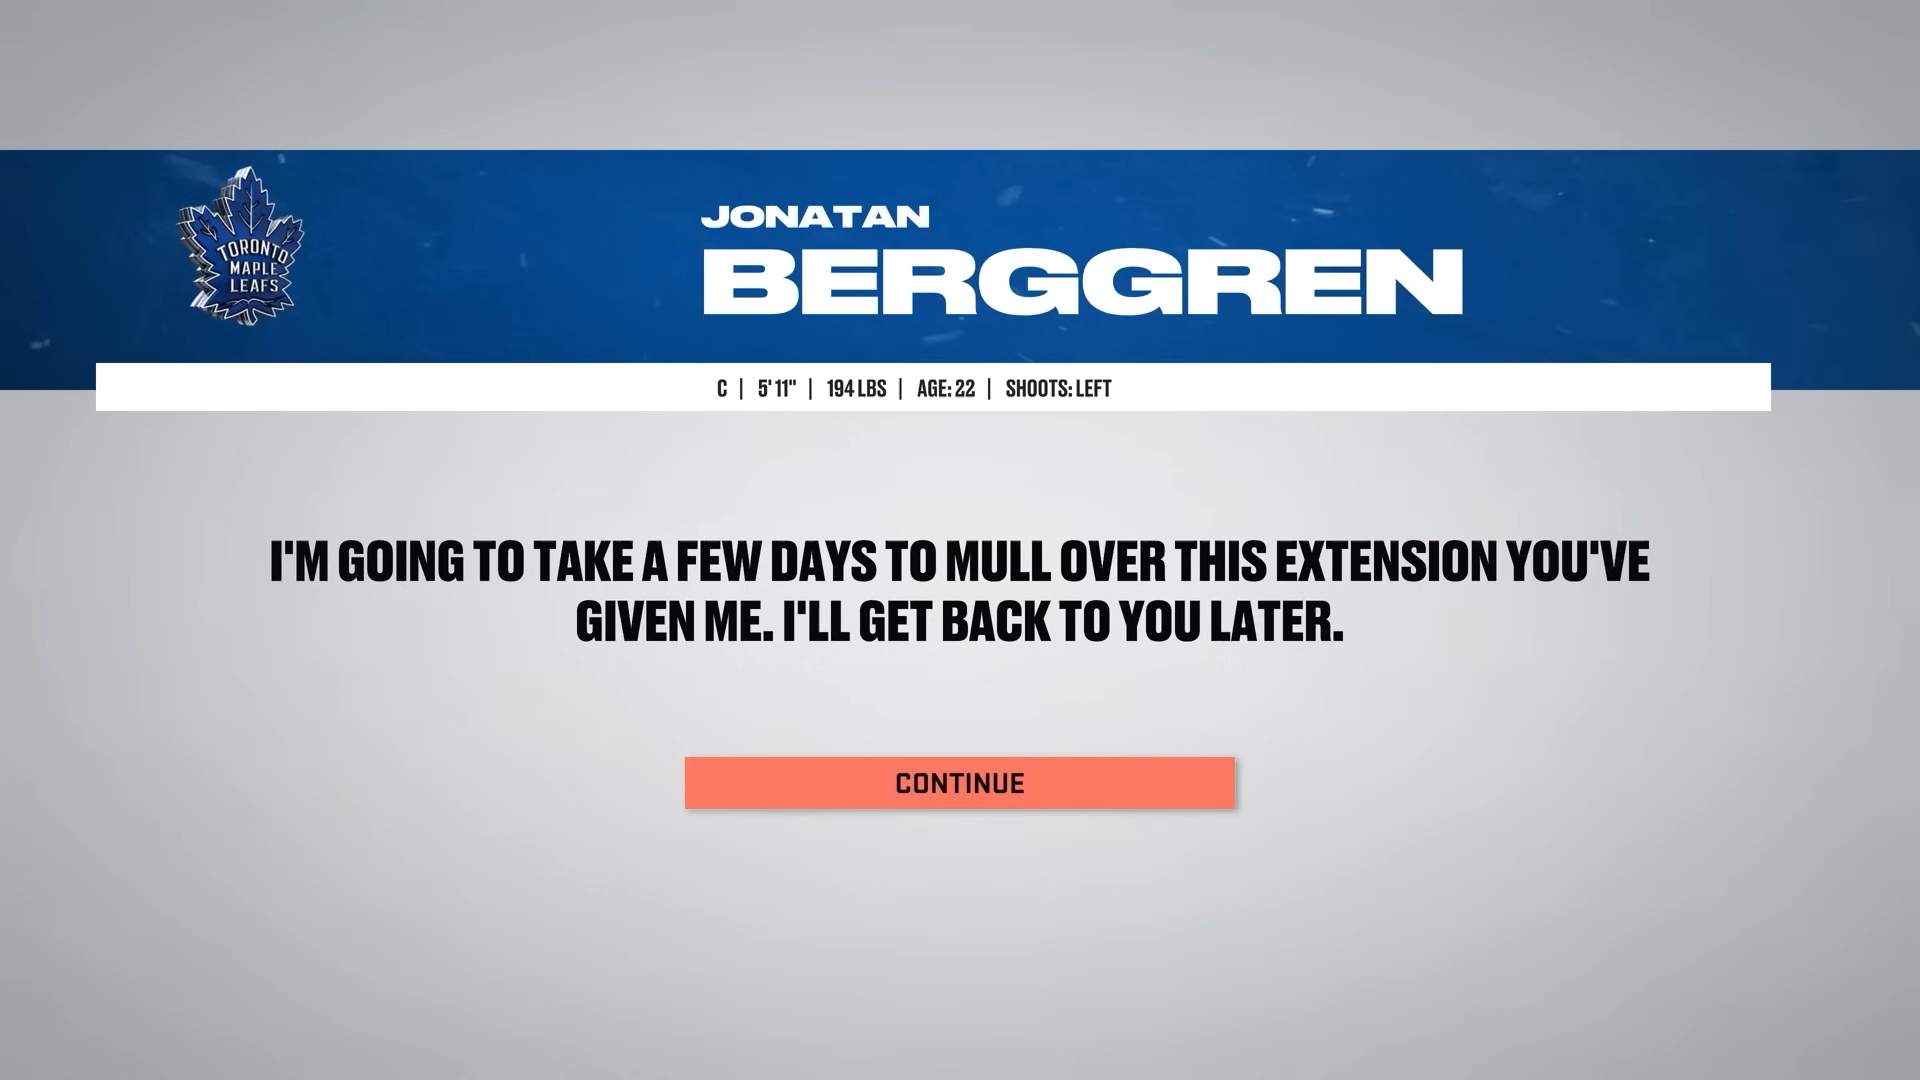 TORONTO
MAPLE
LEAFS
JONATAN
BERGGREN
C | 5'11" | 194 LBS | AGE: 22 | SHOOTS: LEFT
I'M GOING TO TAKE A FEW DAYS TO MULL OVER THIS EXTENSION YOU'VE
GIVEN ME. I'LL GET BACK TO YOU LATER.
CONTINUE